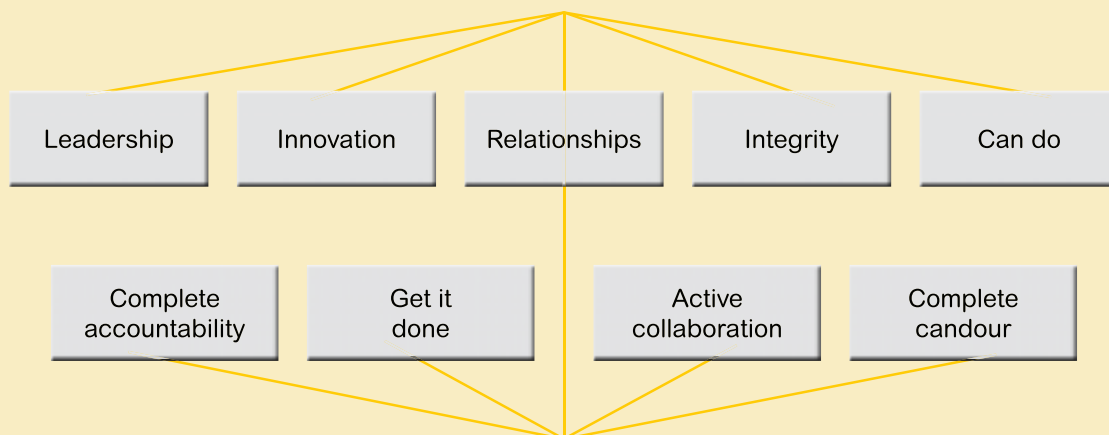 Leadership
Innovation
Relationships
Integrity
Can do
Complete
accountability
Get it
done
Active
collaboration
Complete
candour